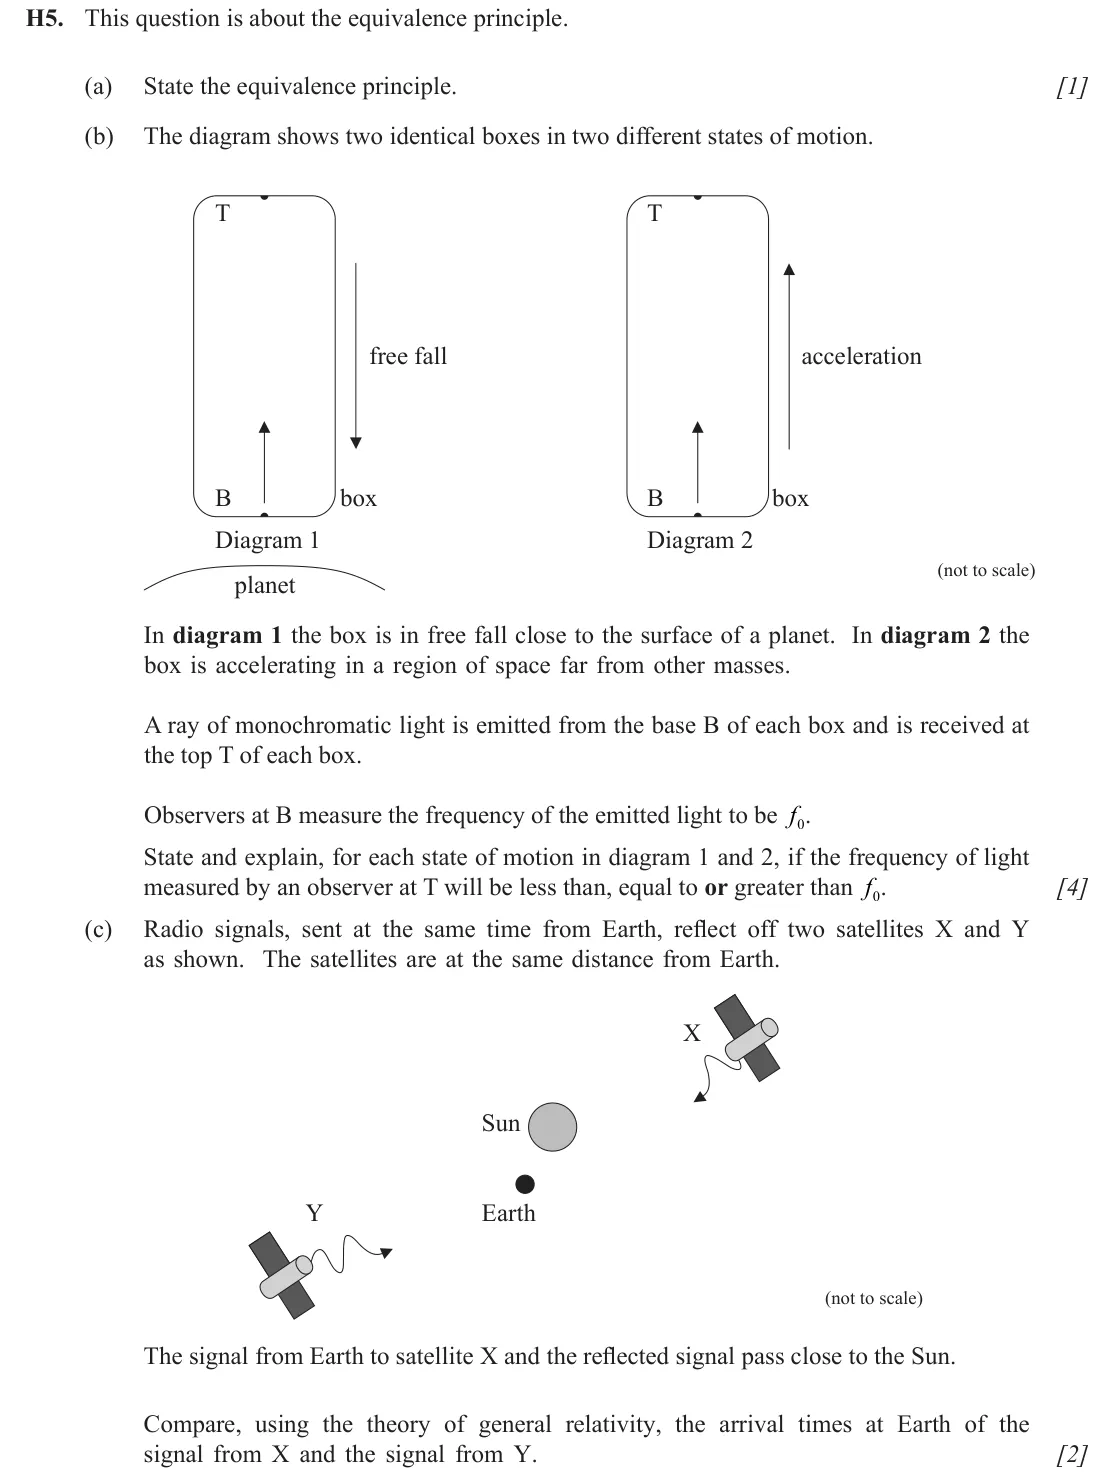 H5. This question is about the equivalence principle.
(a) State the equivalence principle. [1]
(b) The diagram shows two identical boxes in two different states of motion.
T
free fall
B
box
Diagram 1
planet
T
acceleration
B
box
Diagram 2
(not to scale)
In diagram 1 the box is in free fall close to the surface of a planet. In diagram 2 the
box is accelerating in a region of space far from other masses.
A ray of monochromatic light is emitted from the base B of each box and is received at
the top T of each box.
Observers at B measure the frequency of the emitted light to be f₀.
State and explain, for each state of motion in diagram 1 and 2, if the frequency of light
measured by an observer at T will be less than, equal to or greater than f₀. [4]
(c) Radio signals, sent at the same time from Earth, reflect off two satellites X and Y
as shown. The satellites are at the same distance from Earth.
X
Sun
Earth
Y
(not to scale)
The signal from Earth to satellite X and the reflected signal pass close to the Sun.
Compare, using the theory of general relativity, the arrival times at Earth of the
signal from X and the signal from Y. [2]